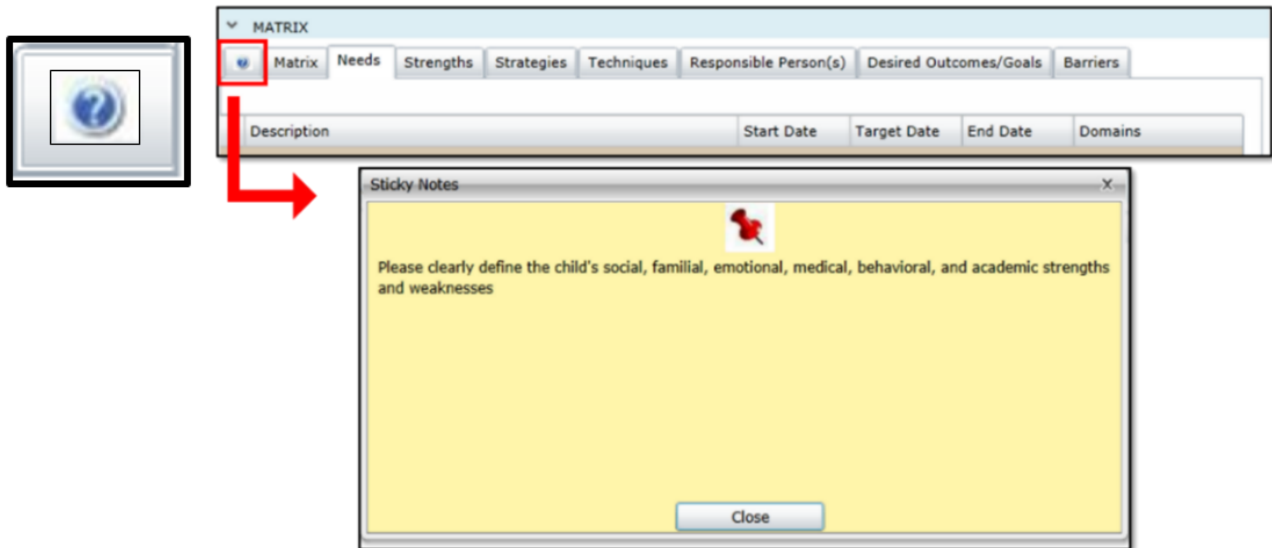 MATRIX
Matrix Needs Strengths Strategies Techniques Responsible Person(s) Desired Outcomes/Goals Barriers
Description Start Date Target Date End Date Domains
Sticky Notes X
Please clearly define the child's social, familial, emotional, medical, behavioral, and academic strengths
and weaknesses
Close